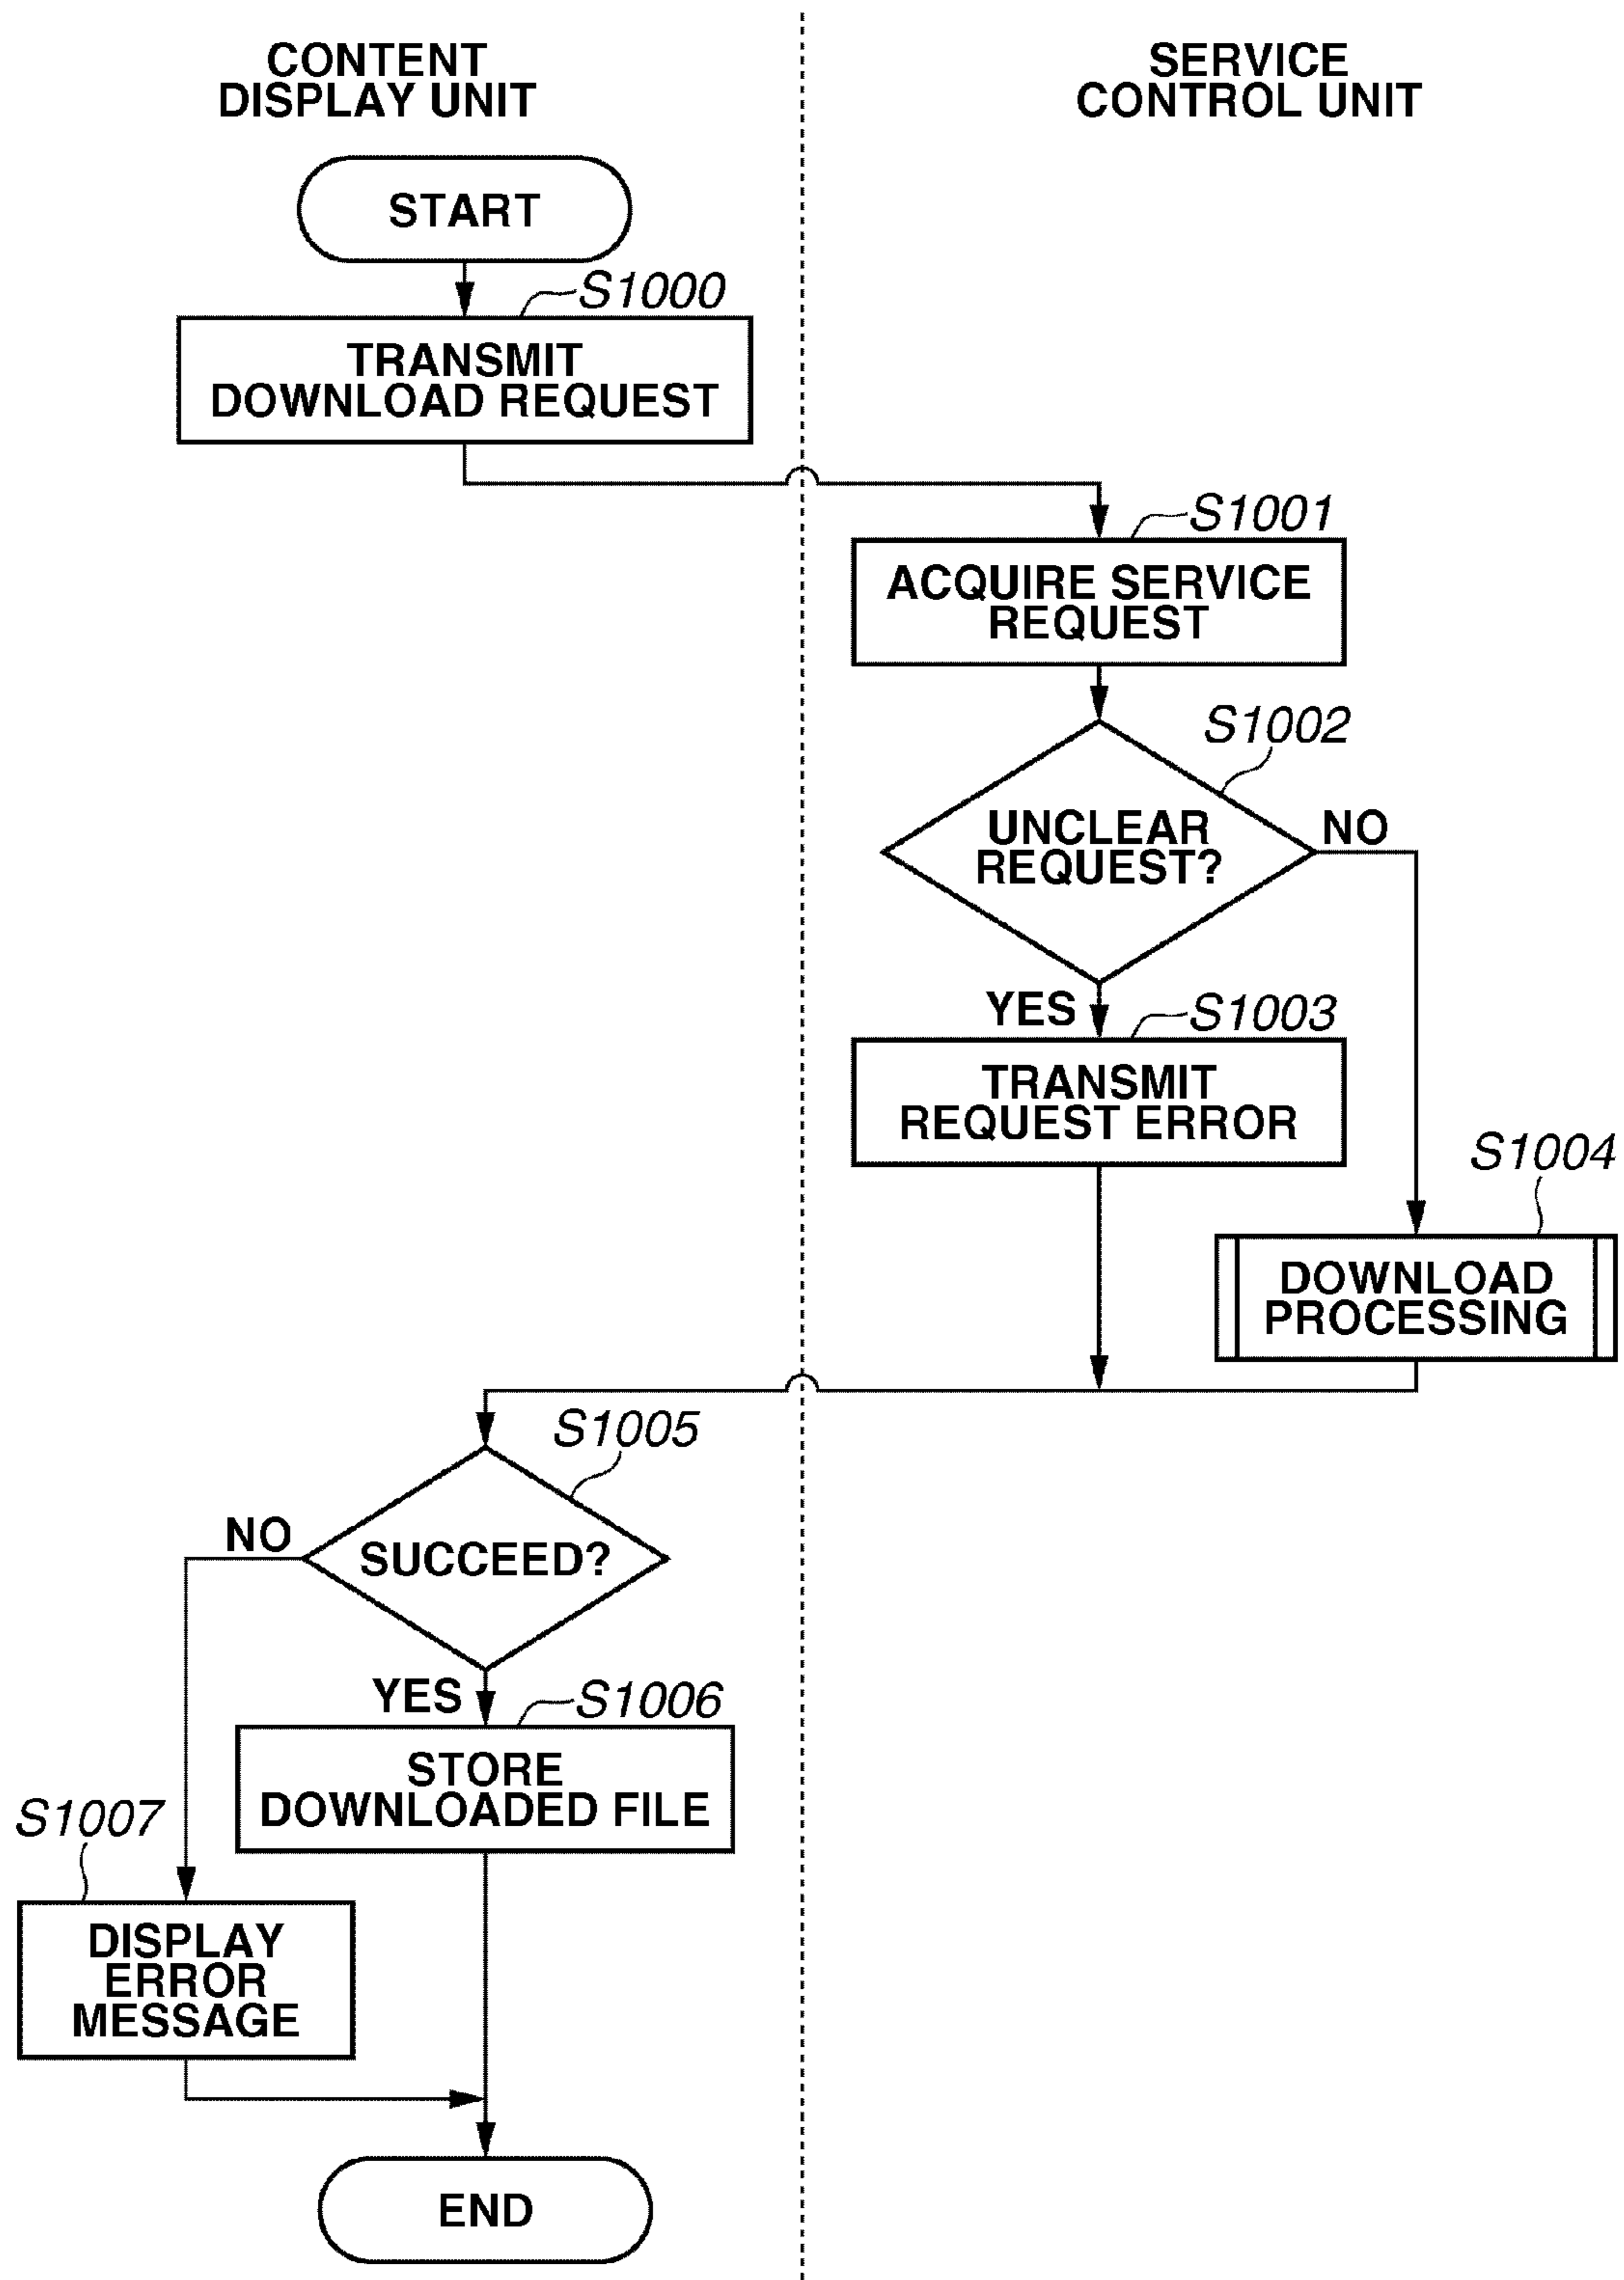 CONTENT
DISPLAY UNIT
SERVICE
CONTROL UNIT
START
S1000
TRANSMIT
DOWNLOAD REQUEST
S1001
ACQUIRE SERVICE
REQUEST
S1002
UNCLEAR
REQUEST?
NO
YES
S1003
TRANSMIT
REQUEST ERROR
S1004
DOWNLOAD
PROCESSING
S1005
SUCCEED?
NO
YES
S1006
STORE
DOWNLOADED FILE
S1007
DISPLAY
ERROR
MESSAGE
END